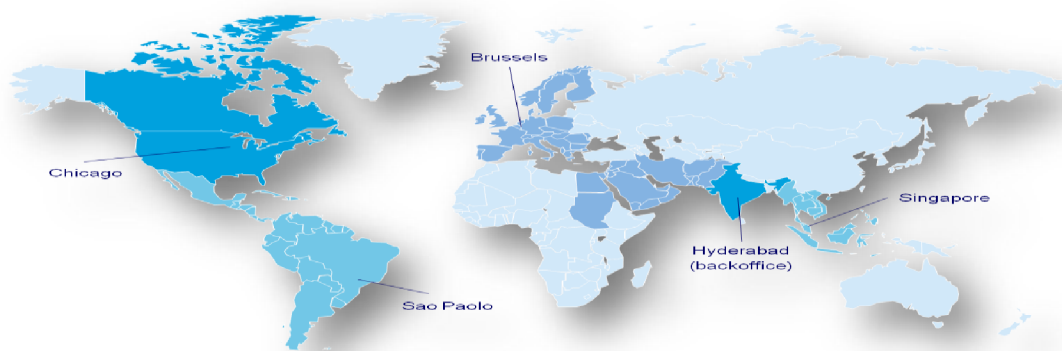 Brussels
Chicago
Singapore
Hyderabad
(backoffice)
Sao Paolo